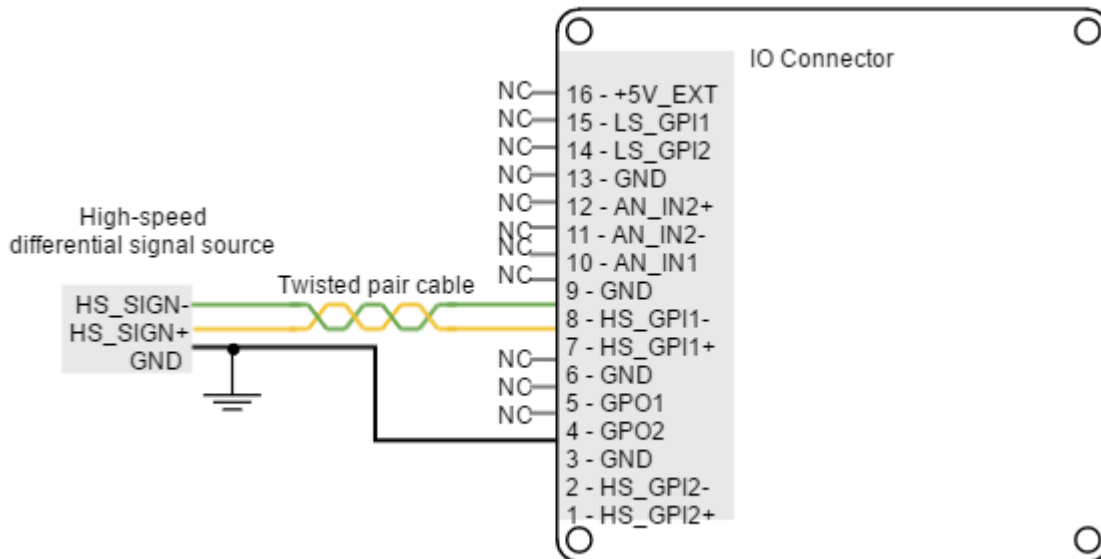 IO Connector
NC
16 - +5V_EXT
NC
15 - LS_GPI1
NC
14 - LS_GPI2
NC
13 - GND
NC
12 - AN_IN2+
NC
11 - AN_IN2-
NC
10 - AN_IN1
NC
9 - GND
8 - HS_GPI1-
7 - HS_GPI1+
NC
6 - GND
NC
5 - GPO1
NC
4 - GPO2
3 - GND
2 - HS_GPI2-
1 - HS_GPI2+
High-speed
differential signal source
Twisted pair cable
HS_SIGN-
HS_SIGN+
GND